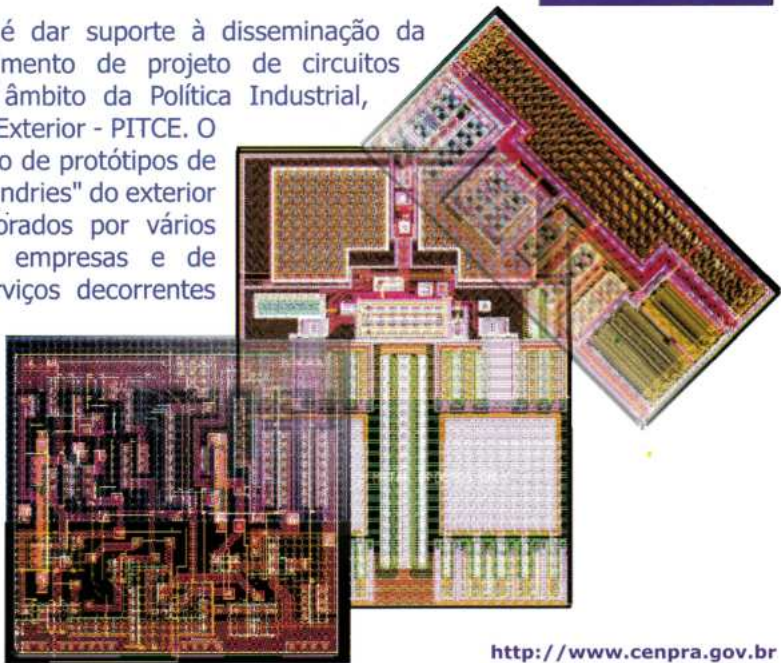 é dar suporte à disseminação da
mento de projeto de circuitos
âmbito da Política Industrial,
Exterior - PITCE. O
o de protótipos de
ndries" do exterior
orados por vários
empresas e de
rviços decorrentes
http://www.cenpra.gov.br